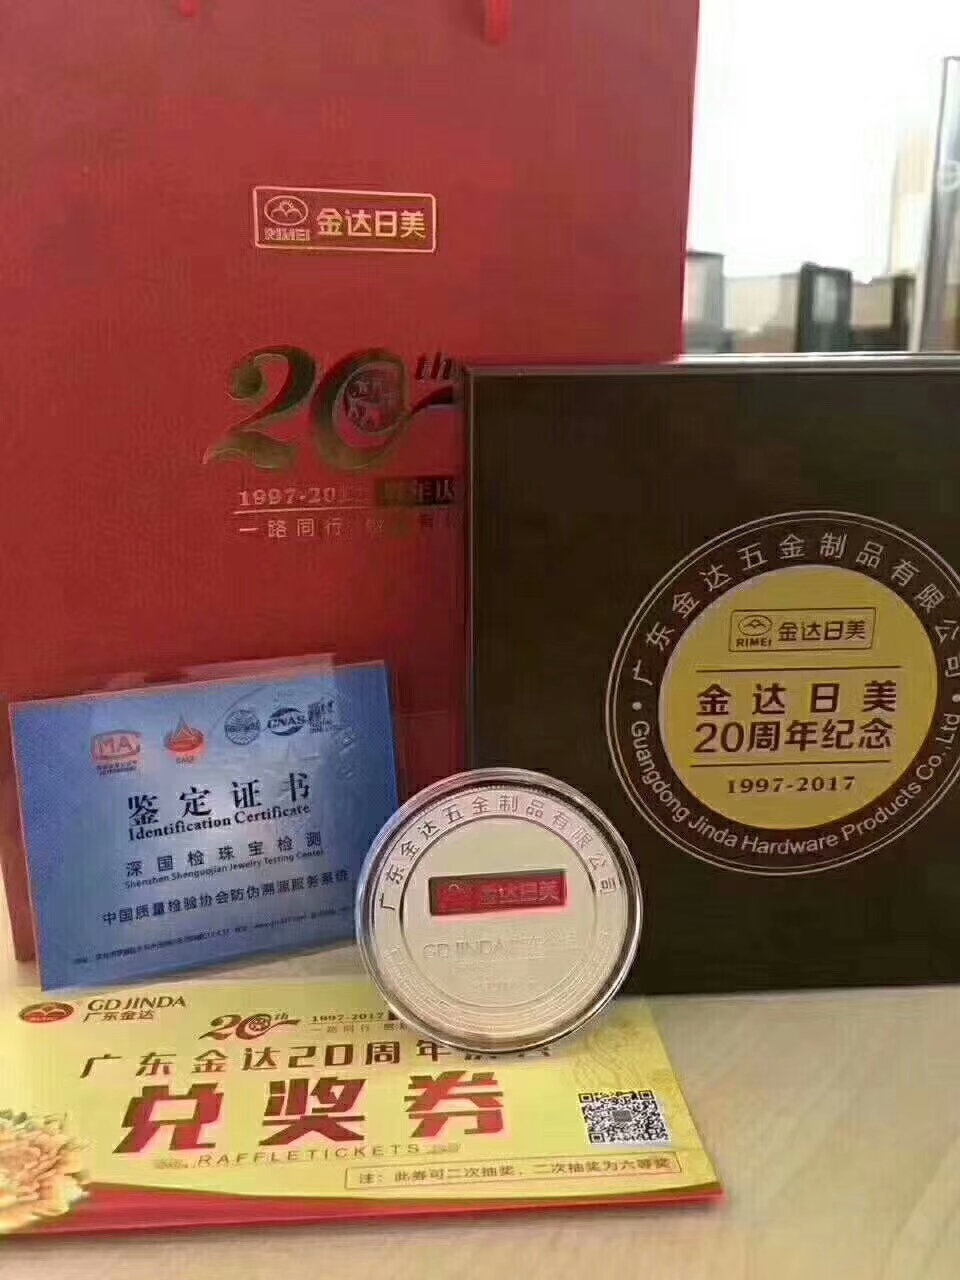 RIMEI 金达日美
20th
1997-20
一路同行
广东金达五金制品有限公司
RIMEI 金达日美
金达日美
20周年纪念
1997-2017
Guangdong Jinda Hardware Products Co.,Ltd
MA
CNAS
鉴定证书
Identification Certificate
深国检珠宝检测
Shenzhen Shenguojian Jewelry Testing Center
中国质量检验协会防伪溯源服务系统
广东金达五金制品有限公司
金达日美
GD JINDA
GDJINDA
广东金达
20th 1997-2017
一路同行
广东金达20周年
兑奖券
RAFFLETICKETS
注：此券可二次抽奖，二次抽奖为六等奖